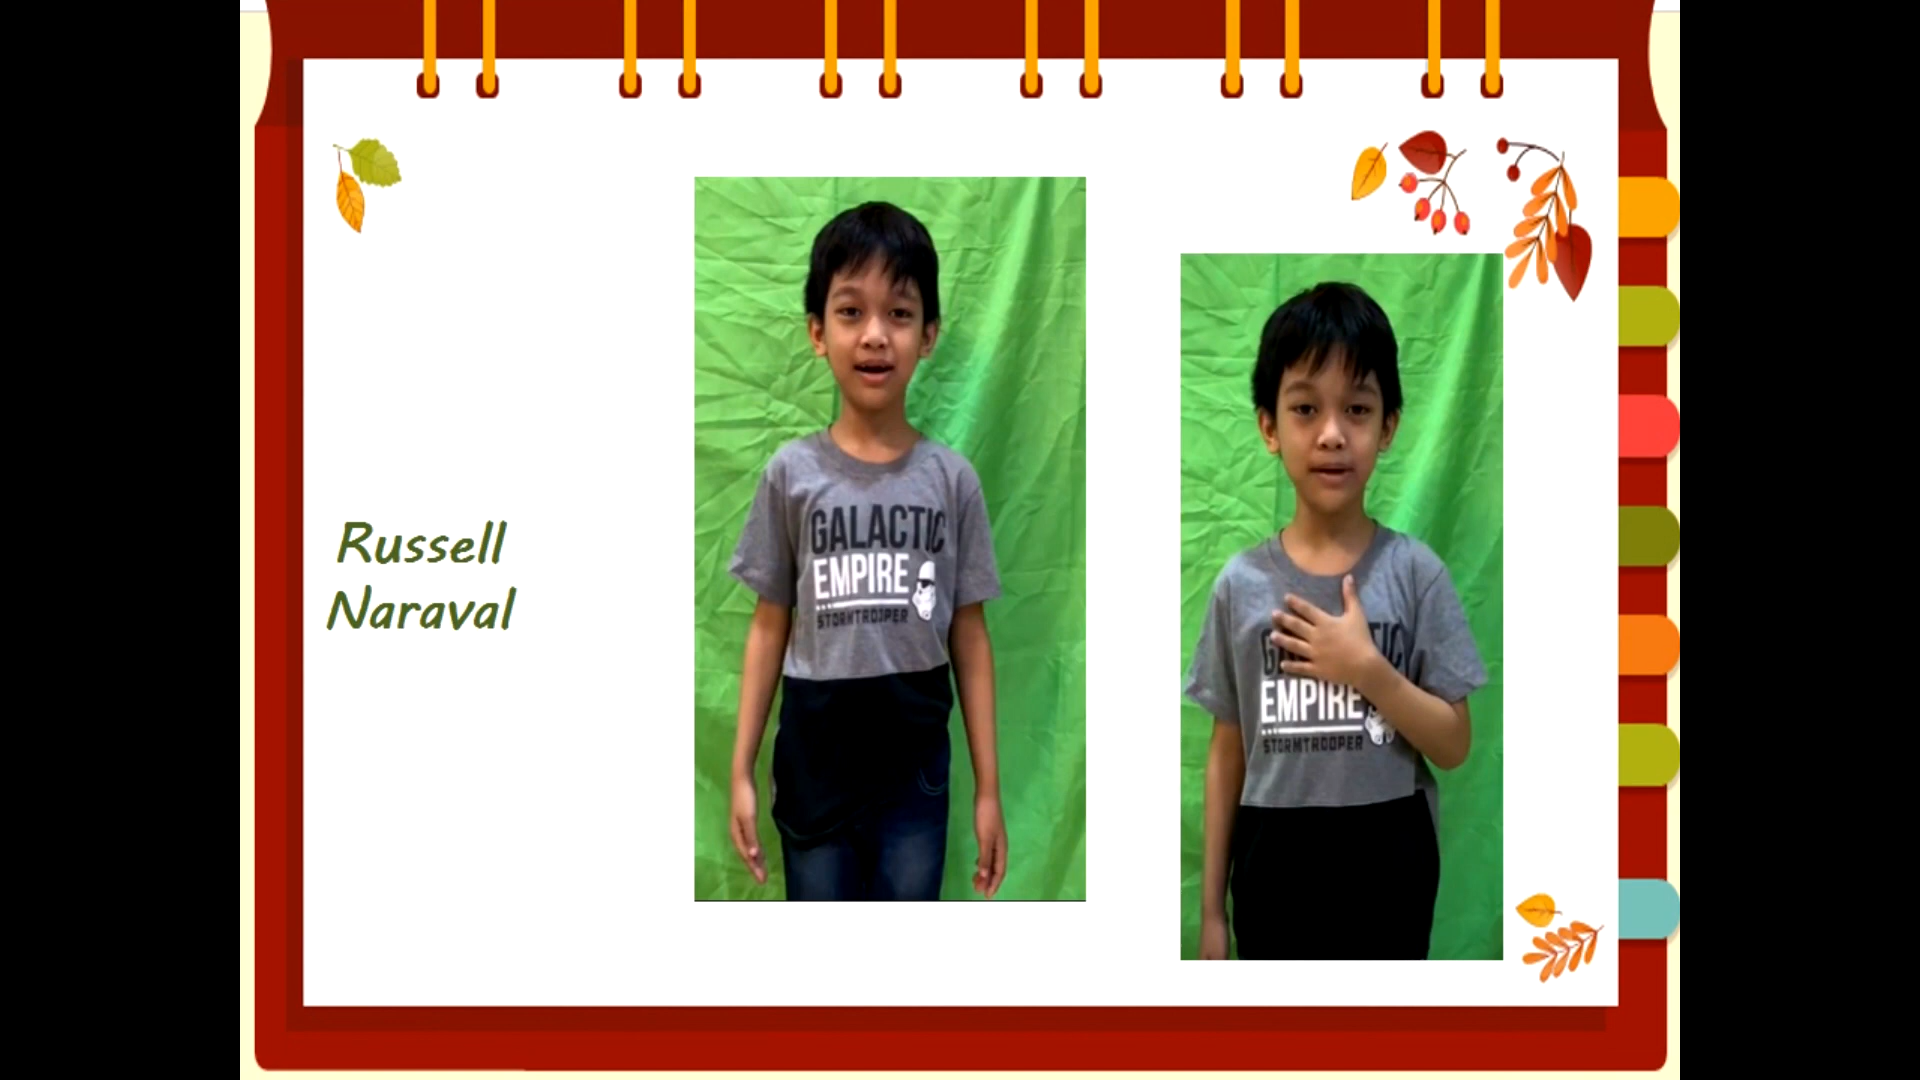 Russell
Naraval
GALACTIC
EMPIRE
STORMTROOPER
EMPIRE
STORMTROOPER